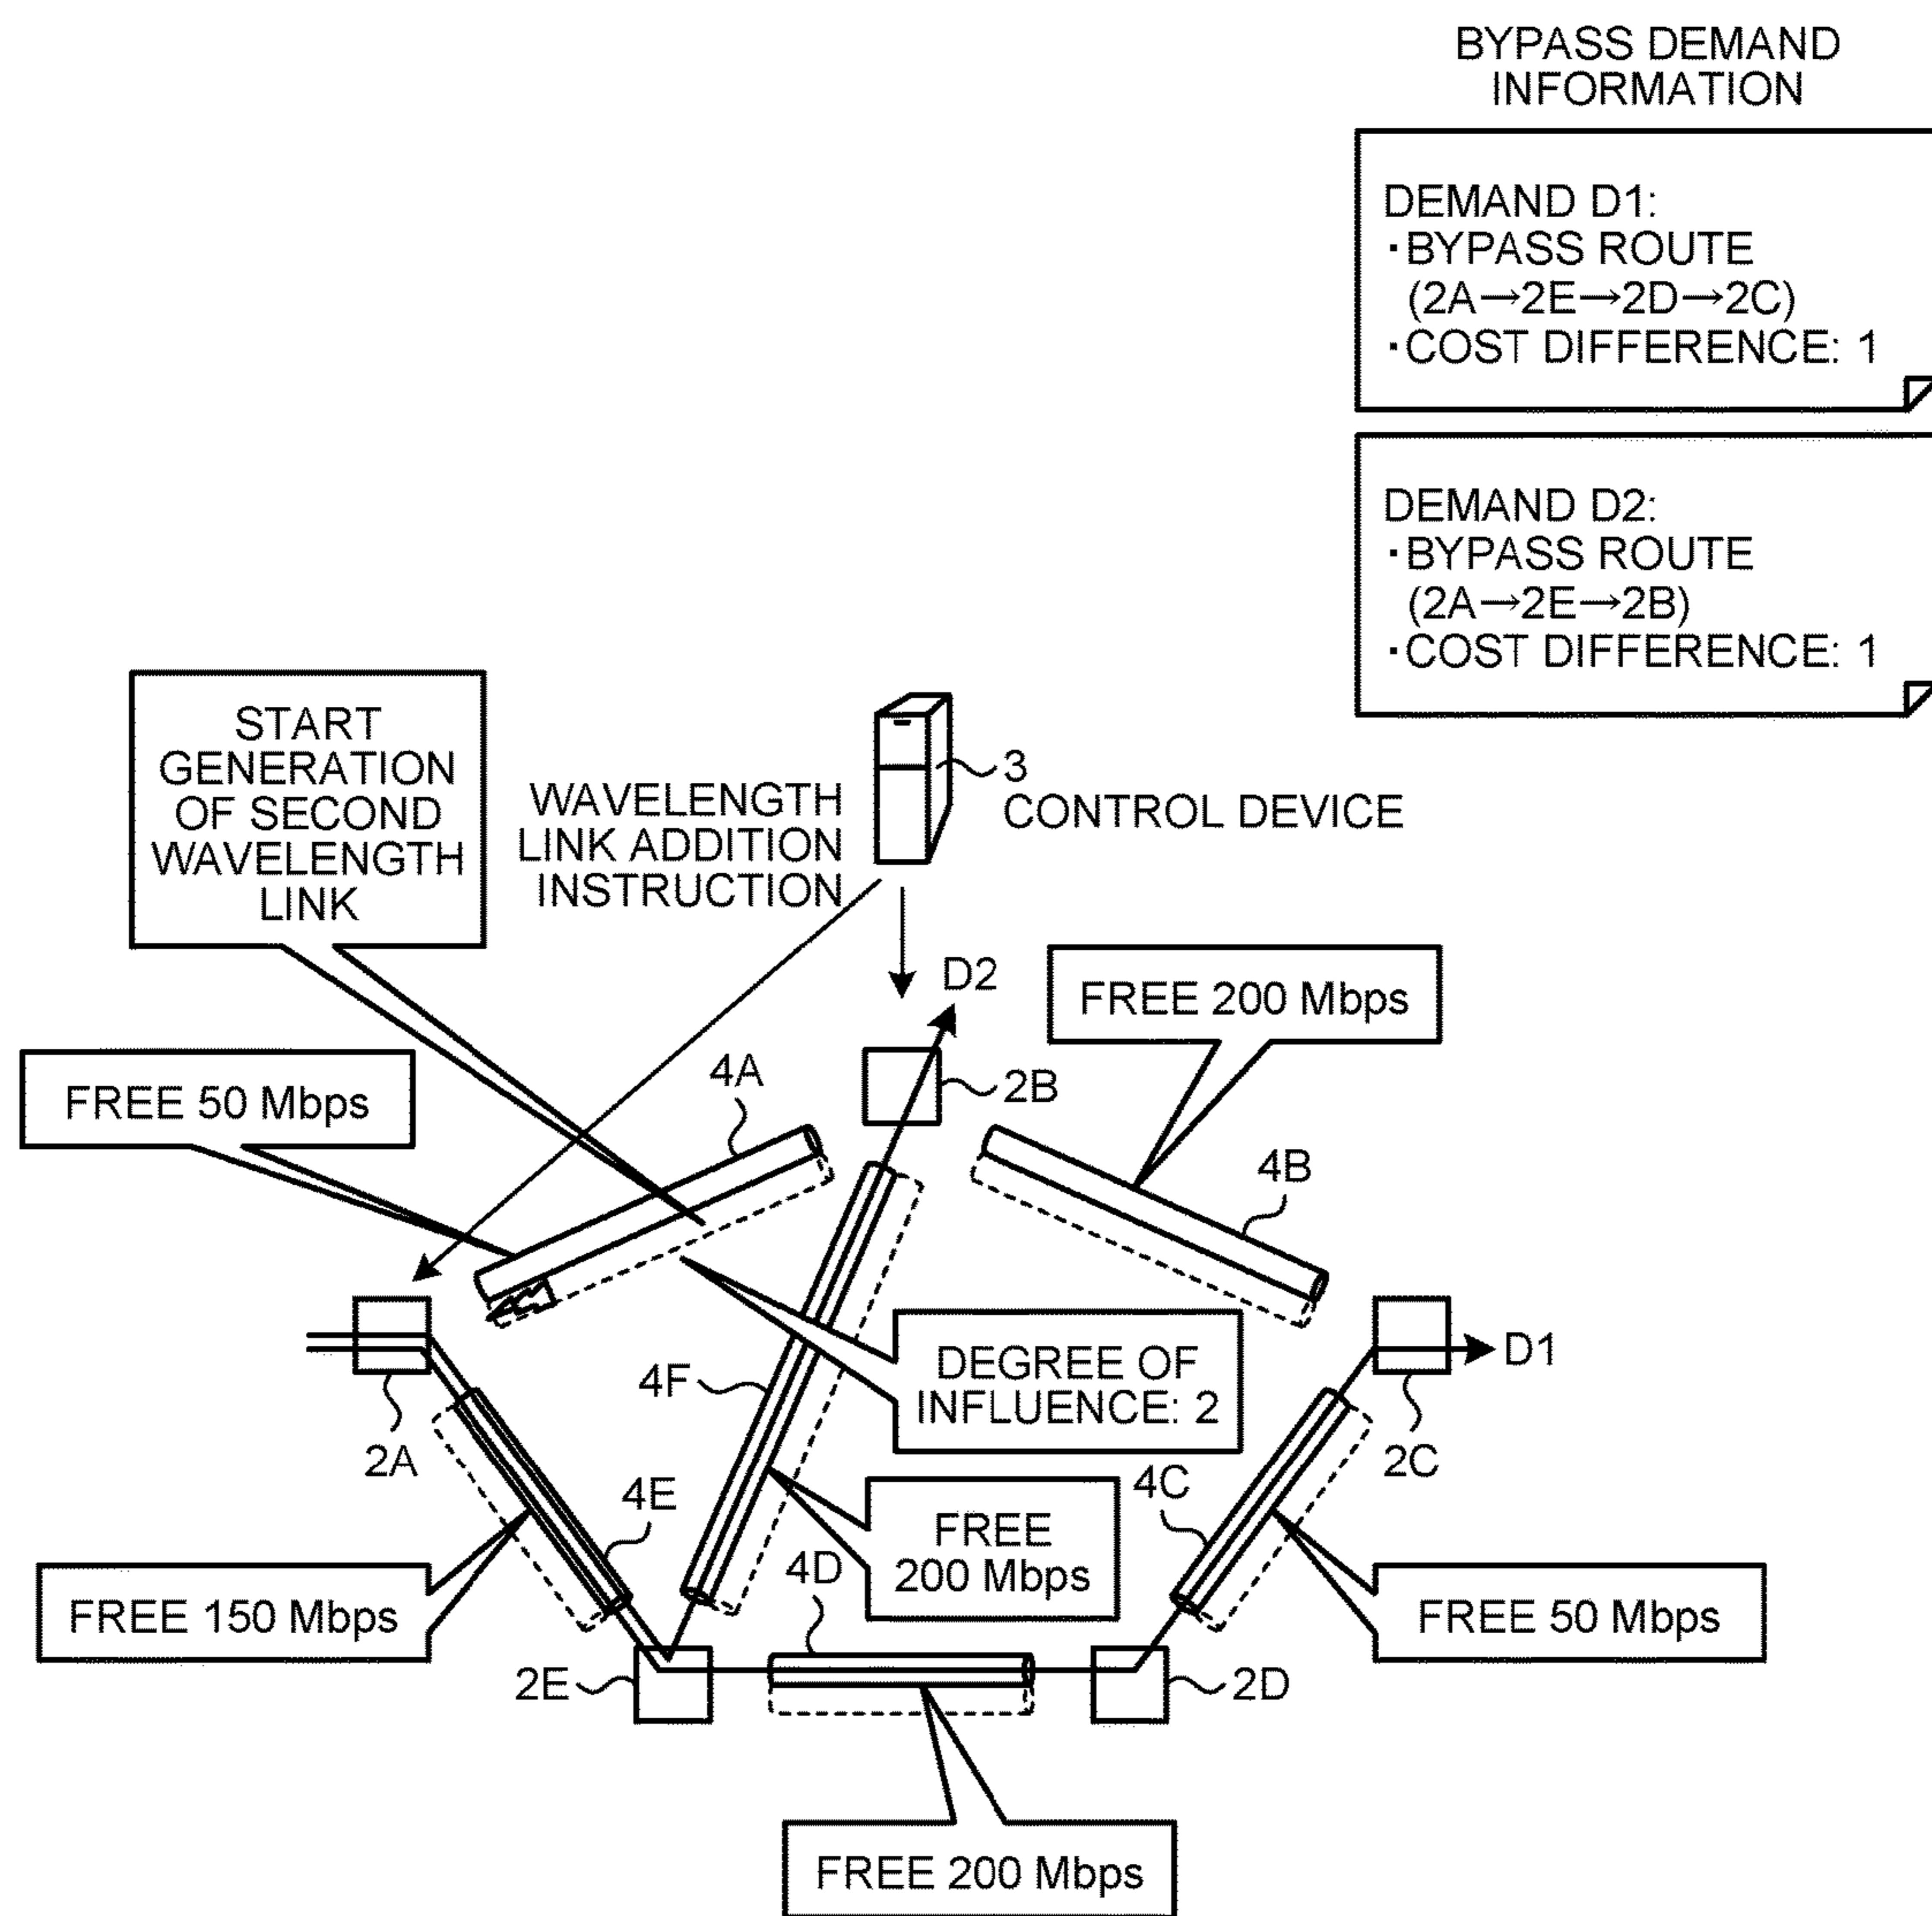 BYPASS DEMAND
INFORMATION
DEMAND D1:
·BYPASS ROUTE
(2A→2E→2D→2C)
·COST DIFFERENCE: 1
DEMAND D2:
·BYPASS ROUTE
(2A→2E→2B)
·COST DIFFERENCE: 1
START
GENERATION
OF SECOND
WAVELENGTH
LINK
WAVELENGTH
LINK ADDITION
INSTRUCTION
3
CONTROL DEVICE
D2
FREE 200 Mbps
FREE 50 Mbps
4A
2B
4B
D1
DEGREE OF
INFLUENCE: 2
4F
2A
2C
4E
4C
FREE
200 Mbps
4D
FREE 150 Mbps
FREE 50 Mbps
2E
2D
FREE 200 Mbps